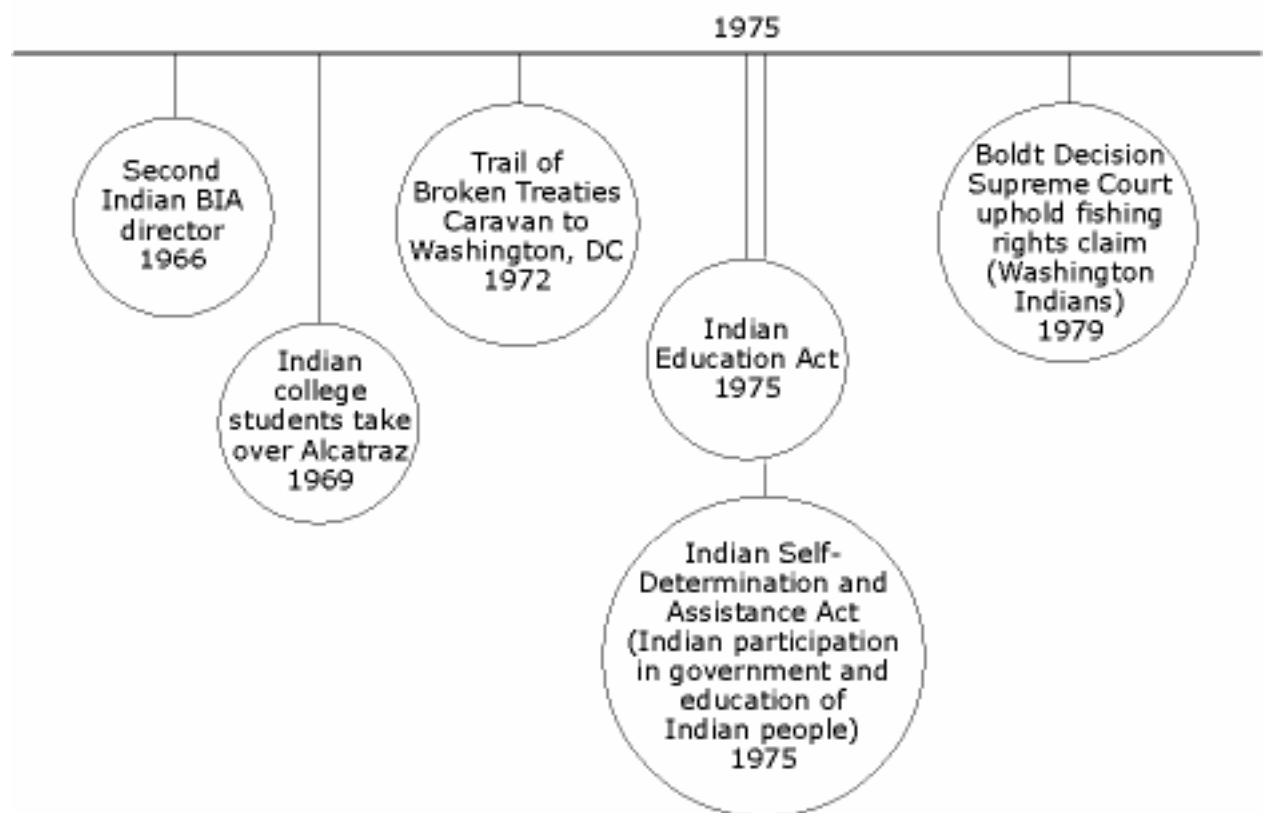 1975
Second
Indian BIA
director
1966
Indian
college
students take
over Alcatraz
1969
Trail of
Broken Treaties
Caravan to
Washington, DC
1972
Indian
Education Act
1975
Indian Self-
Determination and
Assistance Act
(Indian participation
in government and
education of
Indian people)
1975
Boldt Decision
Supreme Court
uphold fishing
rights claim
(Washington
Indians)
1979